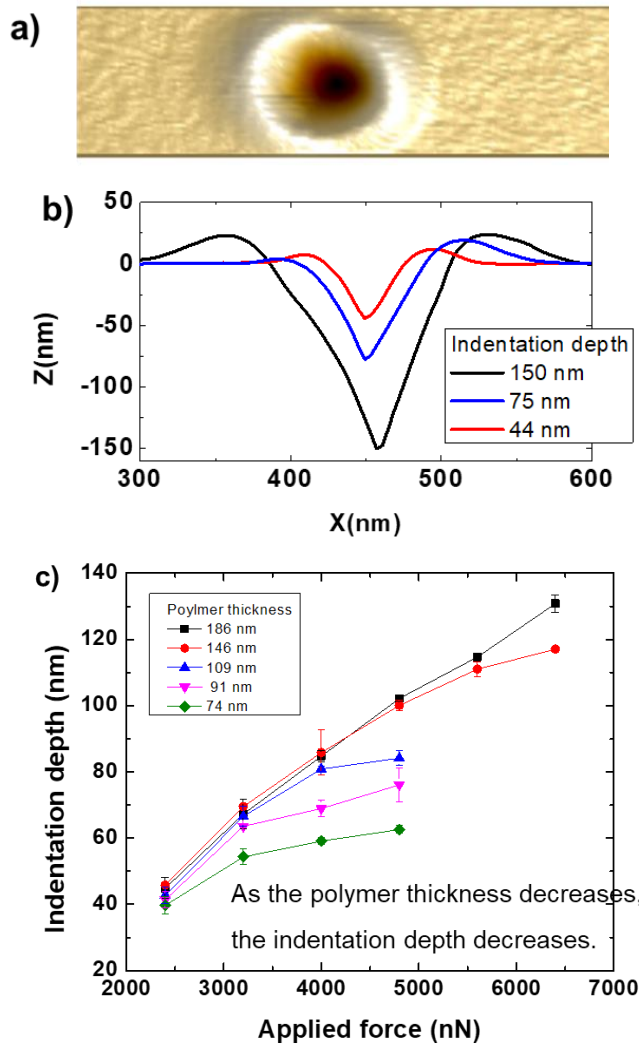 a)
b)
50
0
-50
-100
-150
Z(nm)
300
400
500
600
X(nm)
Indentation depth
150 nm
75 nm
44 nm
c)
140
120
100
80
60
40
20
Indentation depth (nm)
Poylmer thickness
186 nm
146 nm
109 nm
91 nm
74 nm
As the polymer thickness decreases,
the indentation depth decreases.
2000
3000
4000
5000
6000
7000
Applied force (nN)